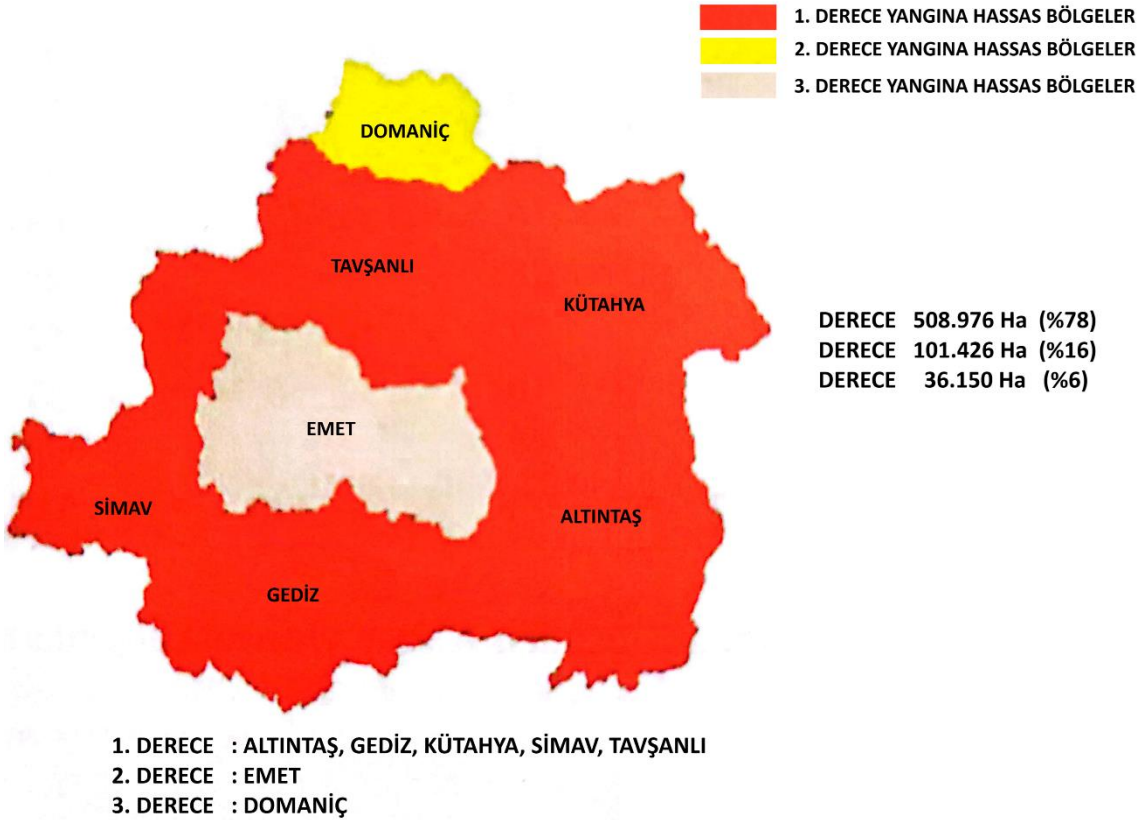 1. DERECE YANGINA HASSAS BÖLGELER
2. DERECE YANGINA HASSAS BÖLGELER
3. DERECE YANGINA HASSAS BÖLGELER
DOMANİÇ
TAVŞANLI
KÜTAHYA
DERECE 508.976 Ha (%78)
DERECE 101.426 Ha (%16)
DERECE 36.150 Ha (%6)
EMET
SİMAV
ALTINTAŞ
GEDİZ
1. DERECE : ALTINTAŞ, GEDİZ, KÜTAHYA, SİMAV, TAVŞANLI
2. DERECE : EMET
3. DERECE : DOMANİÇ